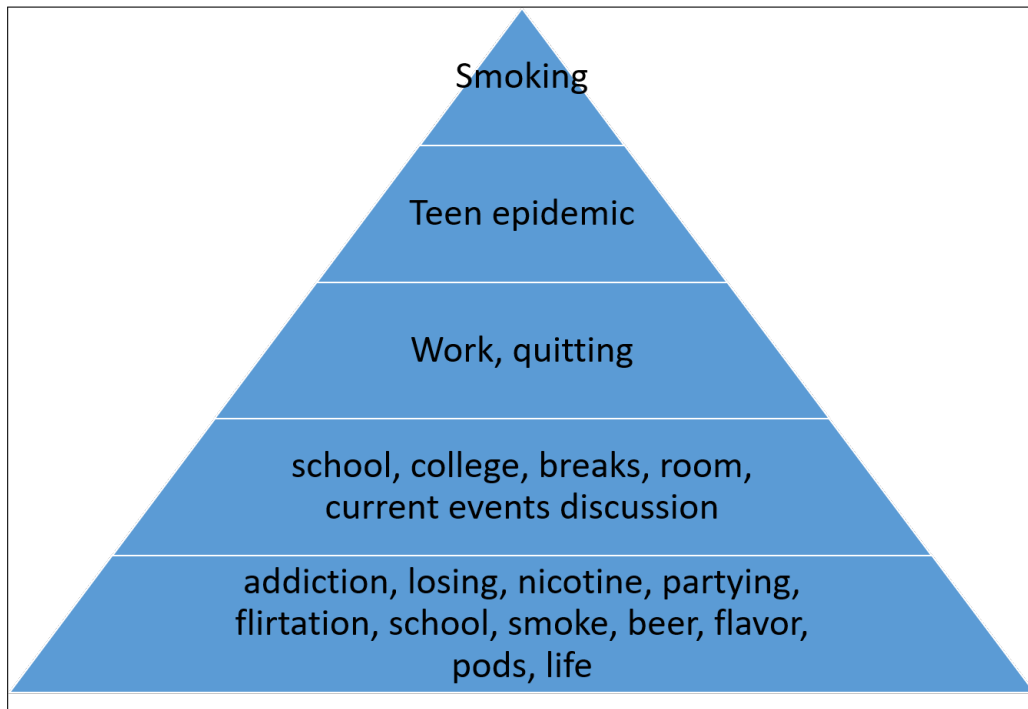 Smoking
Teen epidemic
Work, quitting
school, college, breaks, room,
current events discussion
addiction, losing, nicotine, partying,
flirtation, school, smoke, beer, flavor,
pods, life